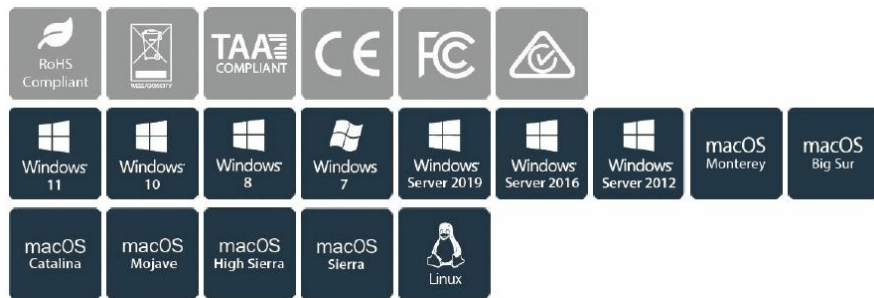 RoHS
Compliant
TAA
COMPLIANT
CE
FC
Windows
11
Windows
10
Windows
8
Windows
7
Windows
Server 2019
Windows
Server 2016
Windows
Server 2012
macOS
Monterey
macOS
Big Sur
macOS
Catalina
macOS
Mojave
macOS
High Sierra
macOS
Sierra
Linux